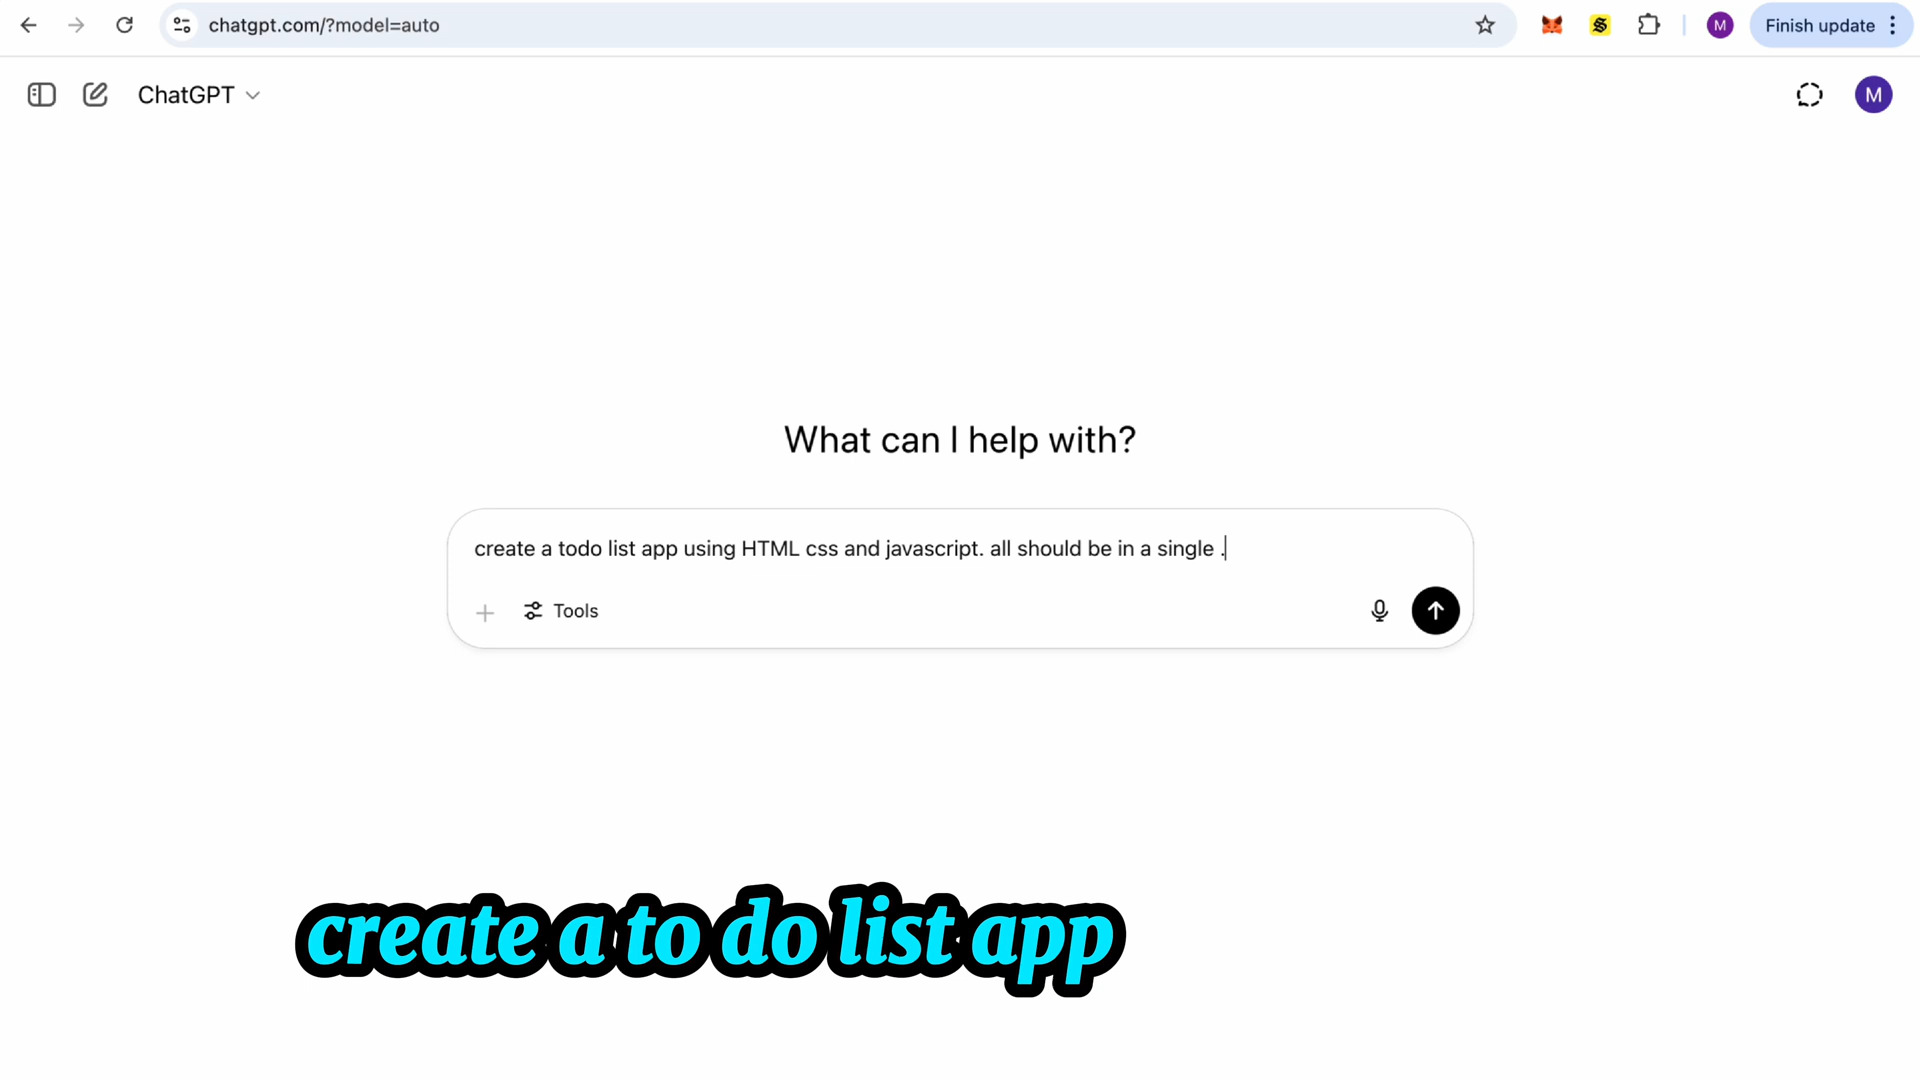 chatgpt.com/?model=auto
M
Finish update
ChatGPT
M
What can I help with?
create a todo list app using HTML css and javascript. all should be in a single .
Tools
create a to do list app